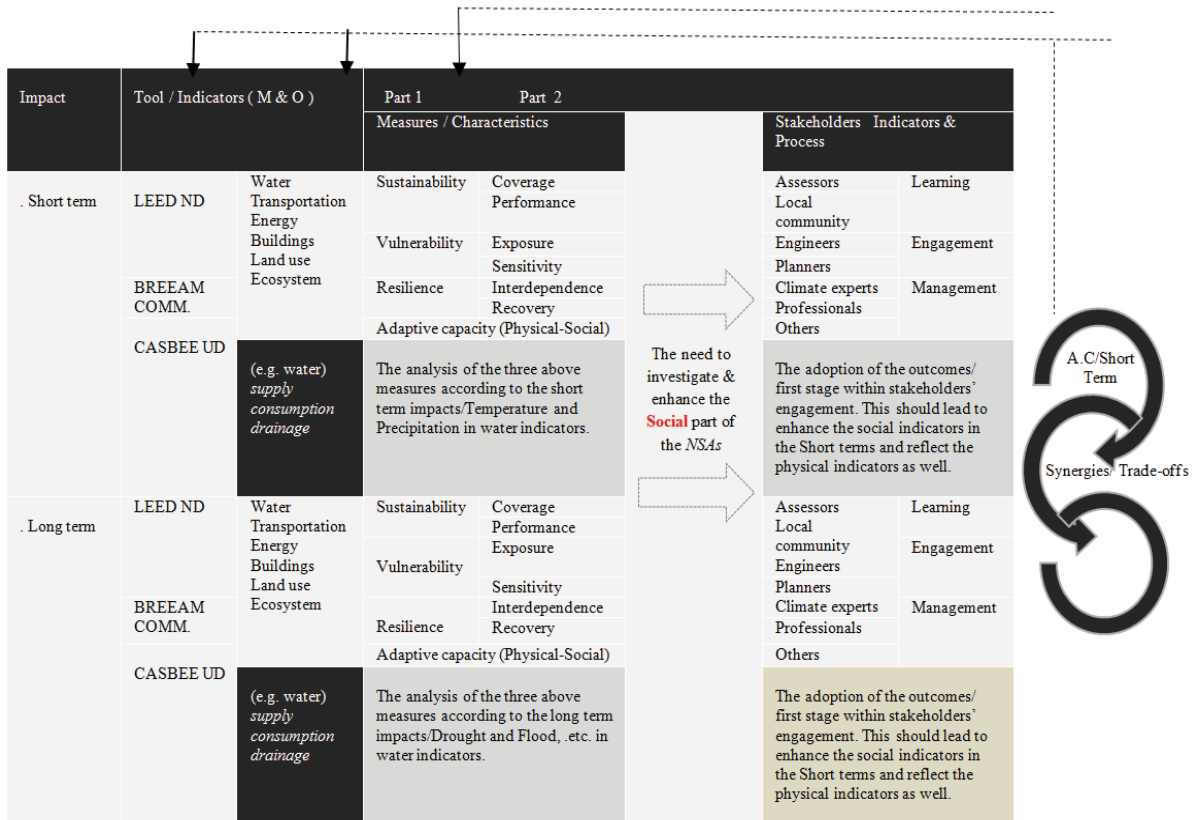 Impact
Tool / Indicators ( M & O )
Part 1
Part 2
Measures / Characteristics
Stakeholders Indicators &
Process
. Short term
LEED ND
BREEAM
COMM.
CASBEE UD
Water
Transportation
Energy
Buildings
Land use
Ecosystem
(e.g. water)
supply
consumption
drainage
Sustainability
Coverage
Performance
Vulnerability
Exposure
Sensitivity
Resilience
Interdependence
Recovery
Adaptive capacity (Physical-Social)
The analysis of the three above
measures according to the short
term impacts/Temperature and
Precipitation in water indicators.
The need to
investigate &
enhance the
Social part of
the NSAs
Assessors
Local
community
Engineers
Planners
Climate experts
Professionals
Others
Learning
Engagement
Management
The adoption of the outcomes/
first stage within stakeholders’
engagement. This should lead to
enhance the social indicators in
the Short terms and reflect the
physical indicators as well.
. Long term
LEED ND
BREEAM
COMM.
CASBEE UD
Water
Transportation
Energy
Buildings
Land use
Ecosystem
(e.g. water)
supply
consumption
drainage
Sustainability
Coverage
Performance
Vulnerability
Exposure
Sensitivity
Resilience
Interdependence
Recovery
Adaptive capacity (Physical-Social)
The analysis of the three above
measures according to the long term
impacts/Drought and Flood, .etc. in
water indicators.
Assessors
Local
community
Engineers
Planners
Climate experts
Professionals
Others
Learning
Engagement
Management
The adoption of the outcomes/
first stage within stakeholders’
engagement. This should lead to
enhance the social indicators in
the Short terms and reflect the
physical indicators as well.
A.C/Short
Term
Synergies/ Trade-offs